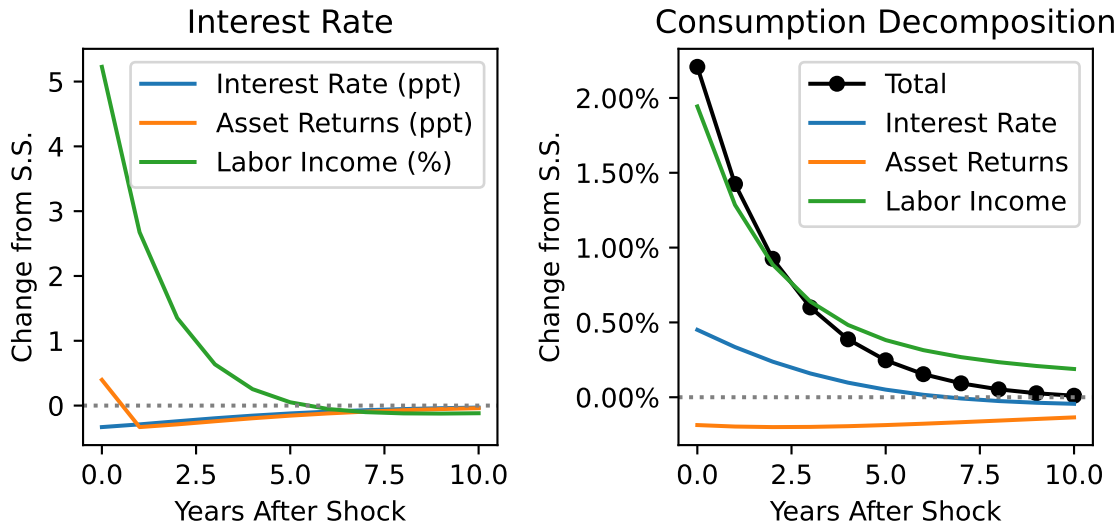 Interest Rate
Change from S.S.
5
4
3
2
1
0
Interest Rate (ppt)
Asset Returns (ppt)
Labor Income (%)
0.0 2.5 5.0 7.5 10.0
Years After Shock
Consumption Decomposition
Change from S.S.
2.00%
1.50%
1.00%
0.50%
0.00%
Total
Interest Rate
Asset Returns
Labor Income
0.0 2.5 5.0 7.5 10.0
Years After Shock